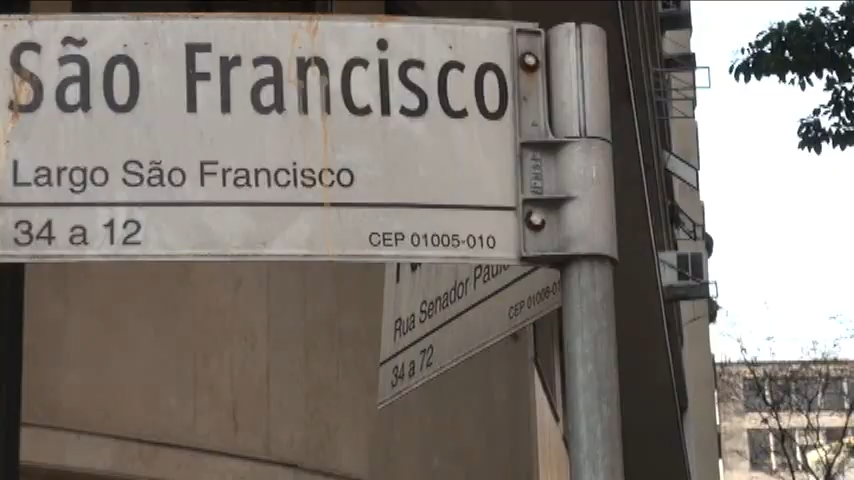 São Francisco
Largo São Francisco
34 a 12
CEP 01005-010
Rua Senador Paulo
CEP 01006-01
34 a 72